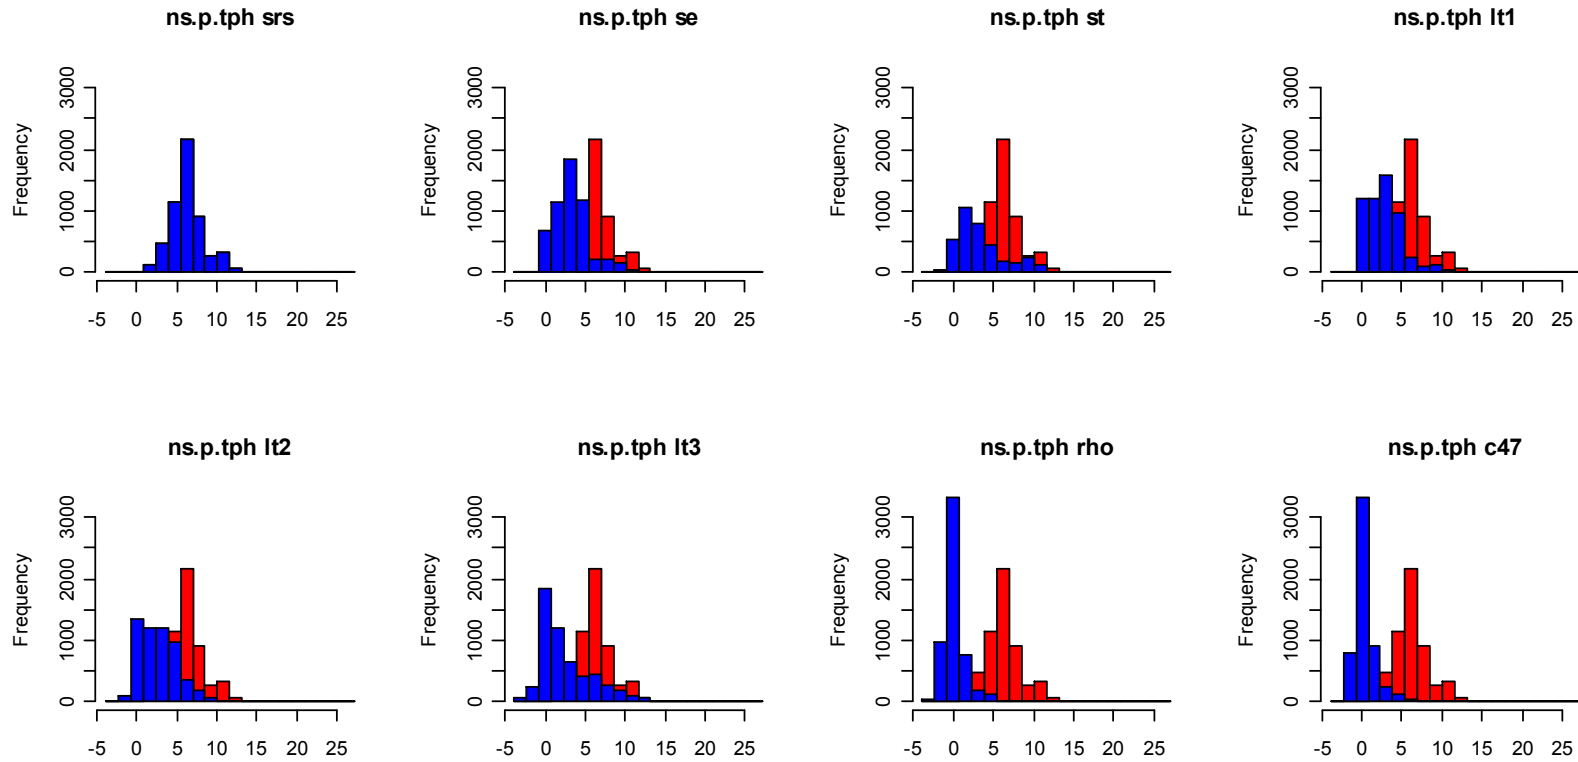 ns.p.tph srs
ns.p.tph se
ns.p.tph st
ns.p.tph lt1
Frequency
0 1000 2000 3000
-5 0 5 10 15 20 25
Frequency
0 1000 2000 3000
-5 0 5 10 15 20 25
Frequency
0 1000 2000 3000
-5 0 5 10 15 20 25
Frequency
0 1000 2000 3000
-5 0 5 10 15 20 25
ns.p.tph lt2
ns.p.tph lt3
ns.p.tph rho
ns.p.tph c47
Frequency
0 1000 2000 3000
-5 0 5 10 15 20 25
Frequency
0 1000 2000 3000
-5 0 5 10 15 20 25
Frequency
0 1000 2000 3000
-5 0 5 10 15 20 25
Frequency
0 1000 2000 3000
-5 0 5 10 15 20 25